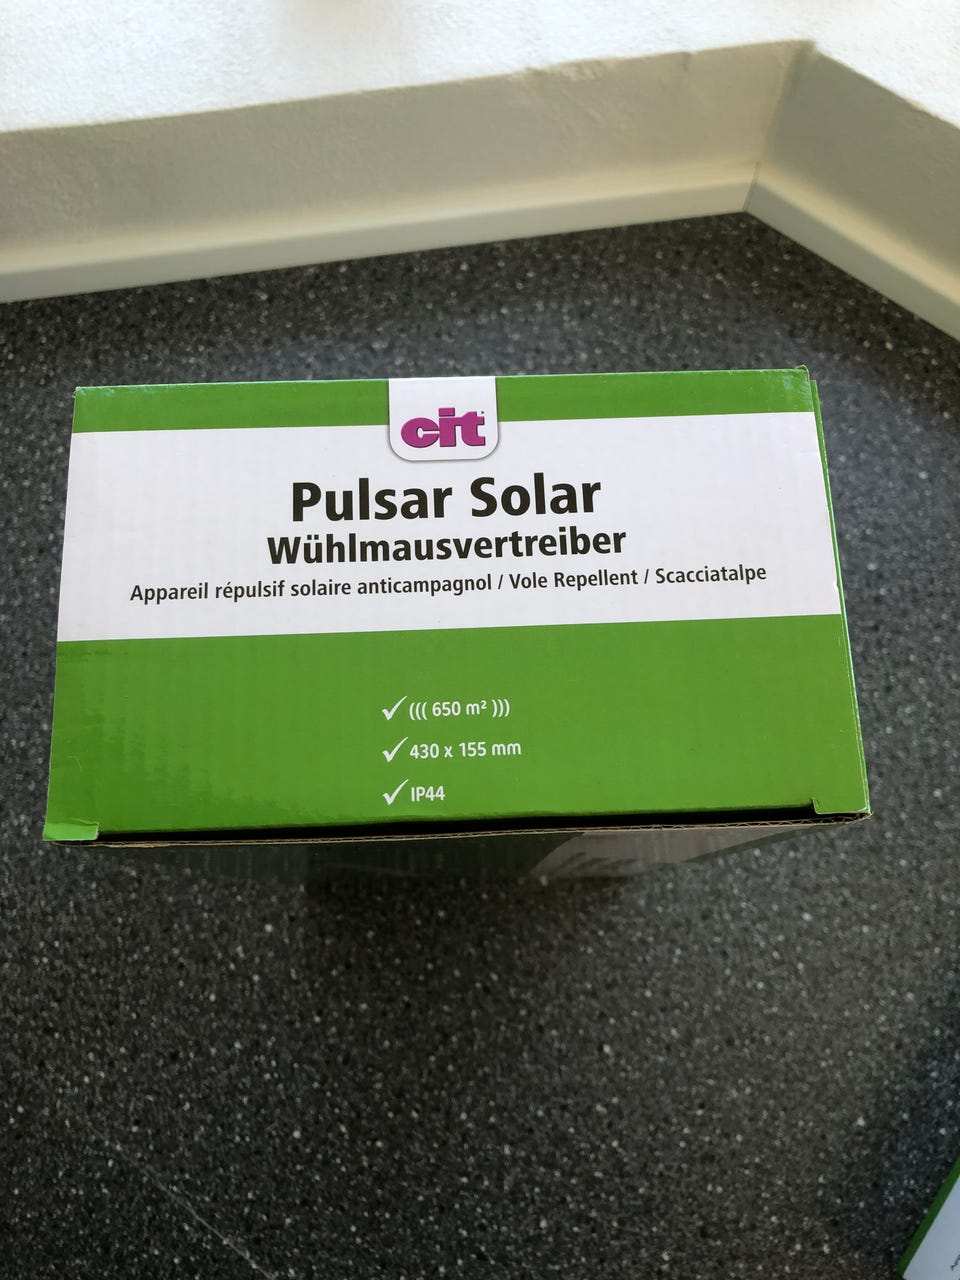 cit
Pulsar Solar
Wühlmausvertreiber
Appareil répulsif solaire anticampagnol / Vole Repellent / Scacciatalpe
✓ ((( 650 m² )))
✓ 430 x 155 mm
✓ IP44